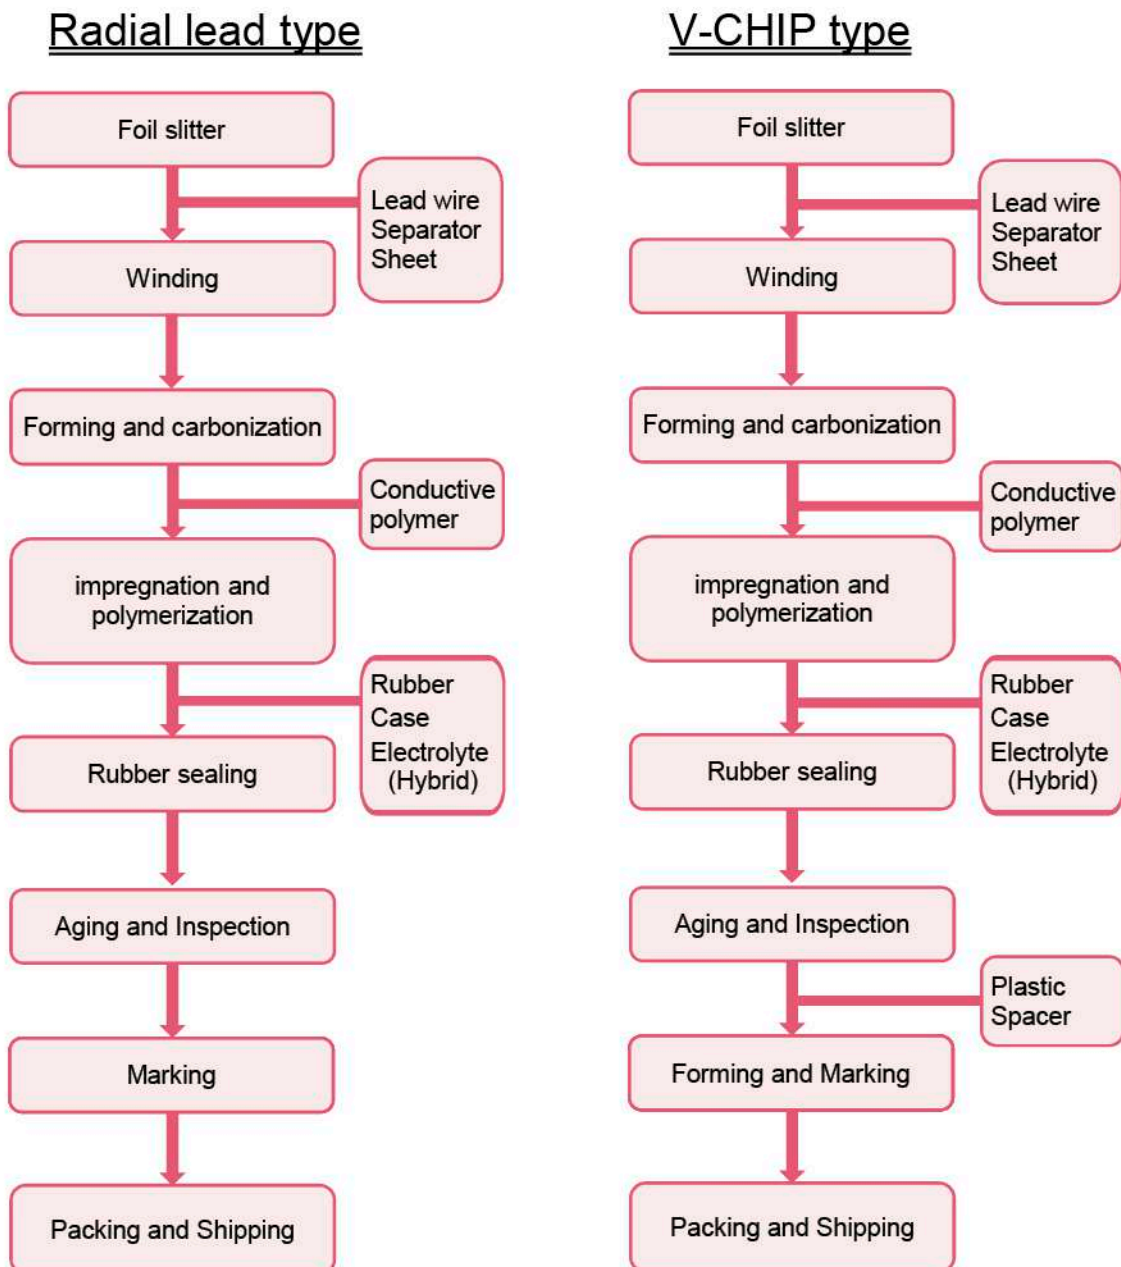 Radial lead type
Foil slitter
Lead wire
Separator
Sheet
Winding
Forming and carbonization
Conductive
polymer
impregnation and
polymerization
Rubber
Case
Electrolyte
(Hybrid)
Rubber sealing
Aging and Inspection
Marking
Packing and Shipping
V-CHIP type
Foil slitter
Lead wire
Separator
Sheet
Winding
Forming and carbonization
Conductive
polymer
impregnation and
polymerization
Rubber
Case
Electrolyte
(Hybrid)
Rubber sealing
Aging and Inspection
Plastic
Spacer
Forming and Marking
Packing and Shipping